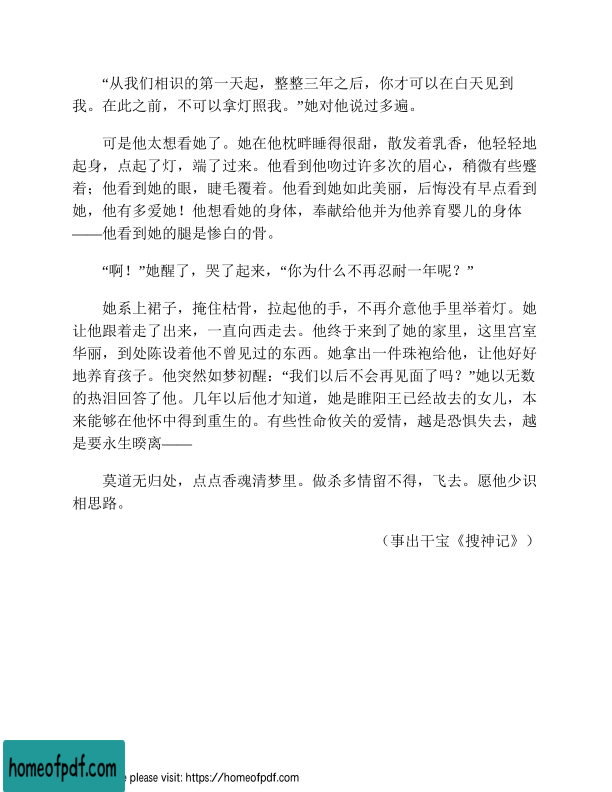 “从我们相识的第一天起，整整三年之后，你才可以在白天见到
我。在此之前，不可以拿灯照我。”她对他说过多遍。
可是他太想看她了。她在他枕畔睡得很甜，散发着乳香，他轻轻地
起身，点起了灯，端了过来。他看到他吻过许多次的眉心，稍微有些蹙
着；他看到她的眼，睫毛覆着。他看到她如此美丽，后悔没有早点看到
她，他有多爱她！他想看她的身体，奉献给他并为他养育婴儿的身体
——他看到她的腿是惨白的骨。
“啊！”她醒了，哭了起来，“你为什么不再忍耐一年呢？”
她系上裙子，掩住枯骨，拉起他的手，不再介意他手里举着灯。她
让他跟着走了出来，一直向西走去。他终于来到了她的家里，这里宫室
华丽，到处陈设着他不曾见过的东西。她拿出一件珠袍给他，让他好好
地养育孩子。他突然如梦初醒：“我们以后不会再见面了吗？”她以无数
的热泪回答了他。几年以后他才知道，她是睢阳王已经故去的女儿，本
来能够在他怀中得到重生的。有些性命攸关的爱情，越是恐惧失去，越
是要永生暌离——
莫道无归处，点点香魂清梦里。做杀多情留不得，飞去。愿他少识
相思路。
（事出干宝《搜神记》）
homeofpdf.com
e please visit: https://homeofpdf.com